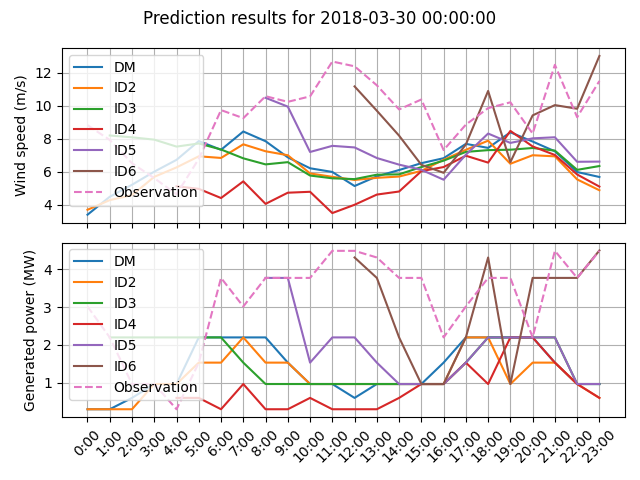 Prediction results for 2018-03-30 00:00:00
Wind speed (m/s)
12
10
8
6
4
DM
ID2
ID3
ID4
ID5
ID6
Observation
Generated power (MW)
4
3
2
1
DM
ID2
ID3
ID4
ID5
ID6
Observation
0:00 1:00 2:00 3:00 4:00 5:00 6:00 7:00 8:00 9:00 10:00 11:00 12:00 13:00 14:00 15:00 16:00 17:00 18:00 19:00 20:00 21:00 22:00 23:00